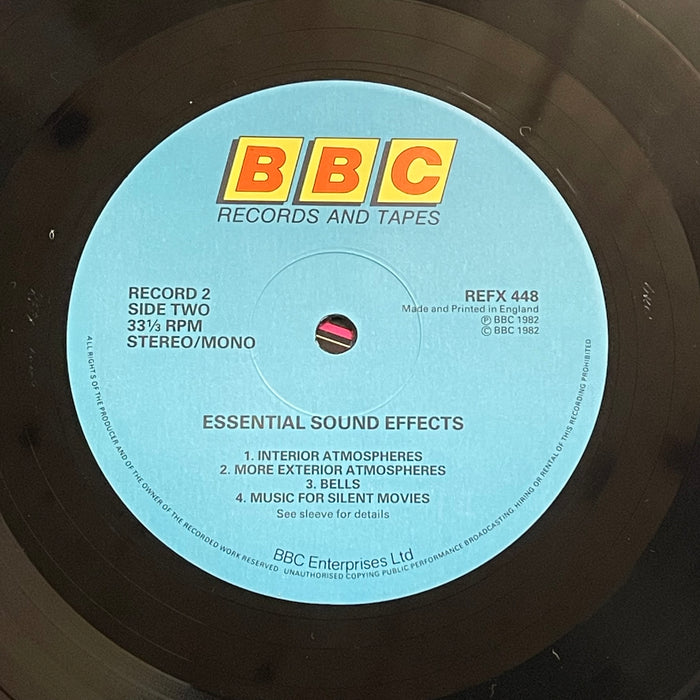 BBC
RECORDS AND TAPES
RECORD 2
SIDE TWO
33⅓ RPM
STEREO/MONO
REFX 448
Made and Printed in England
Ⓟ BBC 1982
© BBC 1982
ESSENTIAL SOUND EFFECTS
1. INTERIOR ATMOSPHERES
2. MORE EXTERIOR ATMOSPHERES
3. BELLS
4. MUSIC FOR SILENT MOVIES
See sleeve for details
BBC Enterprises Ltd
ALL RIGHTS OF THE PRODUCER AND OF THE OWNER OF THE RECORDED WORK RESERVED UNAUTHORISED COPYING PUBLIC PERFORMANCE BROADCASTING HIRING OR RENTAL OF THIS RECORDING PROHIBITED